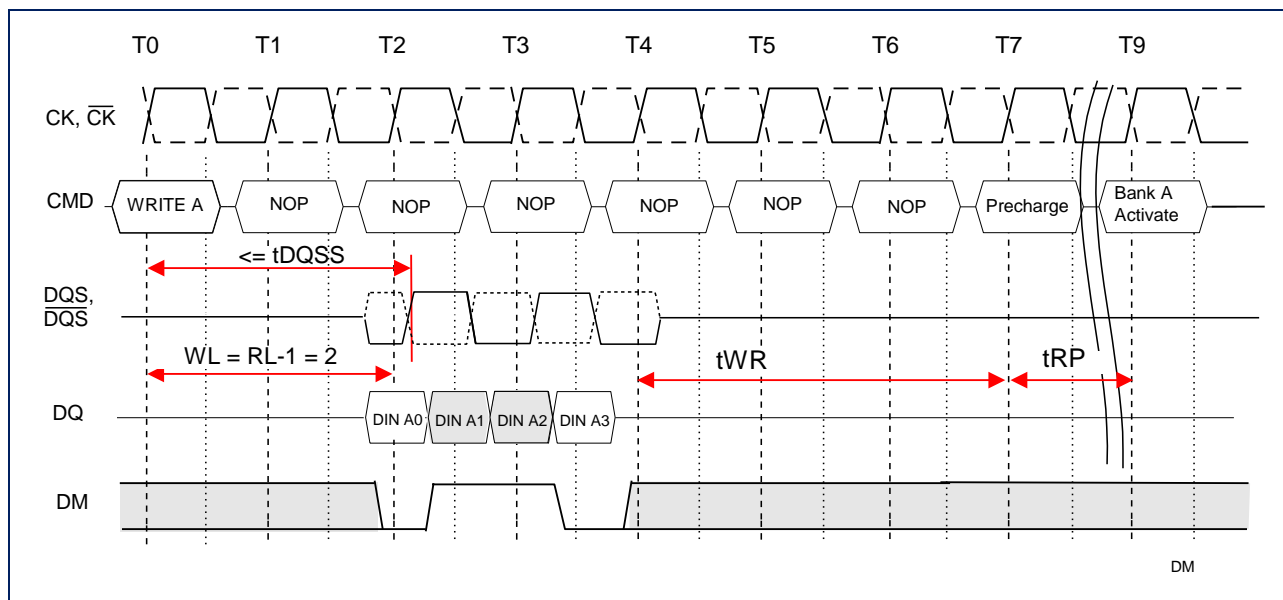 T0 T1 T2 T3 T4 T5 T6 T7 T9
CK, CK
CMD WRITE A NOP NOP NOP NOP NOP NOP Precharge Bank A
Activate
<= tDQSS
DQS,
DQS
WL = RL-1 = 2 tWR tRP
DQ DIN A0 DIN A1 DIN A2 DIN A3
DM
DM